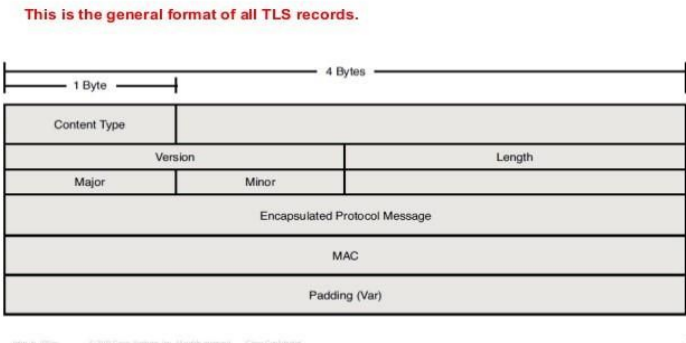 This is the general format of all TLS records.
4 Bytes
1 Byte
Content Type
Version Length
Major Minor
Encapsulated Protocol Message
MAC
Padding (Var)